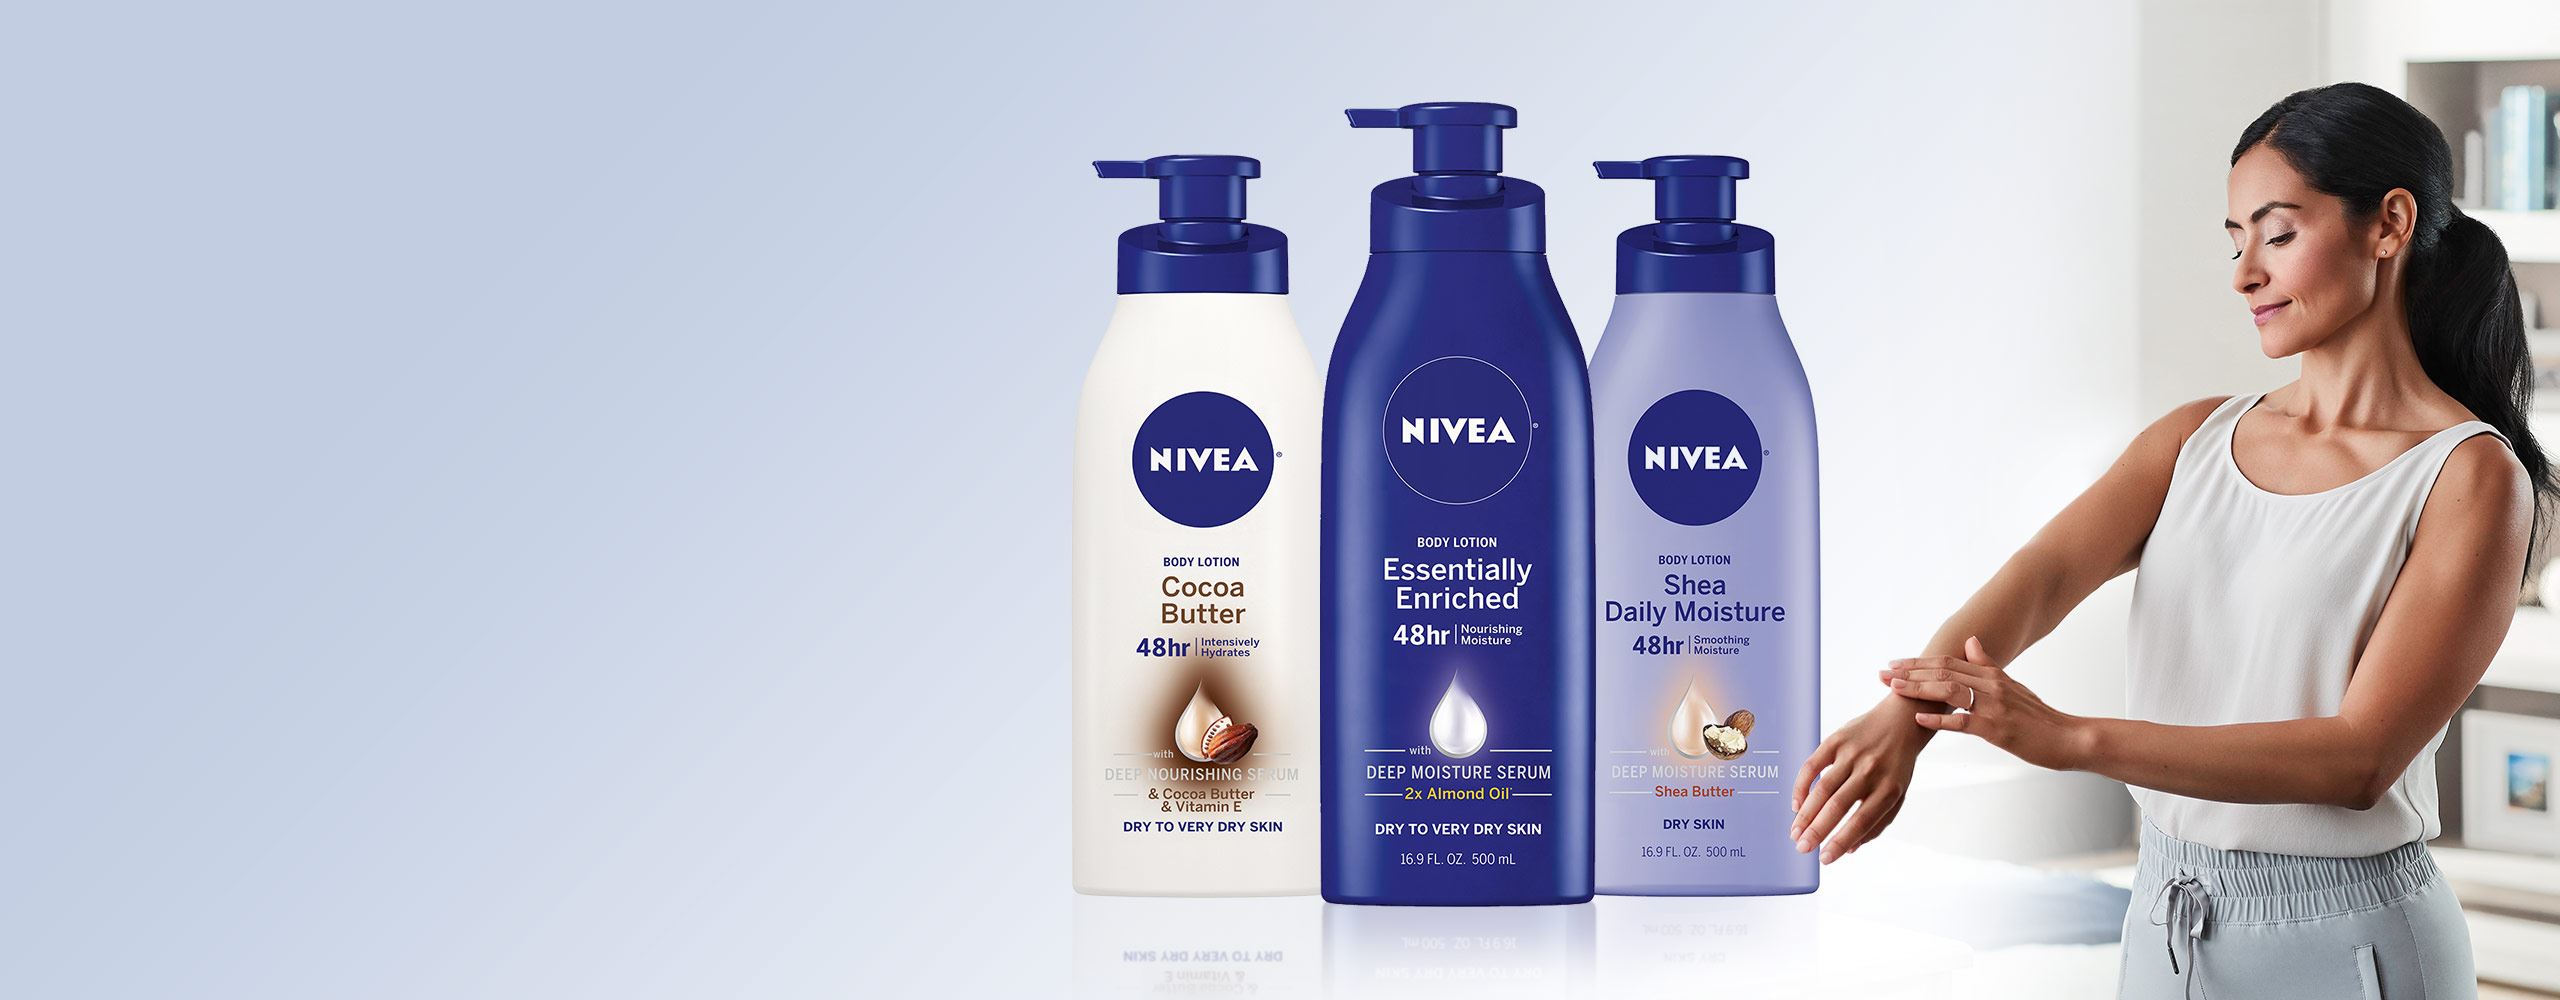 NIVEA
BODY LOTION
Cocoa
Butter
48hr Intensively
Hydrates
with
DEEP NOURISHING SERUM
& Cocoa Butter
& Vitamin E
DRY TO VERY DRY SKIN
NIVEA
BODY LOTION
Essentially
Enriched
48hr Nourishing
Moisture
with
DEEP MOISTURE SERUM
2x Almond Oil*
DRY TO VERY DRY SKIN
16.9 FL. OZ. 500 mL
NIVEA
BODY LOTION
Shea
Daily Moisture
48hr Smoothing
Moisture
with
DEEP MOISTURE SERUM
Shea Butter
DRY SKIN
16.9 FL. OZ. 500 mL